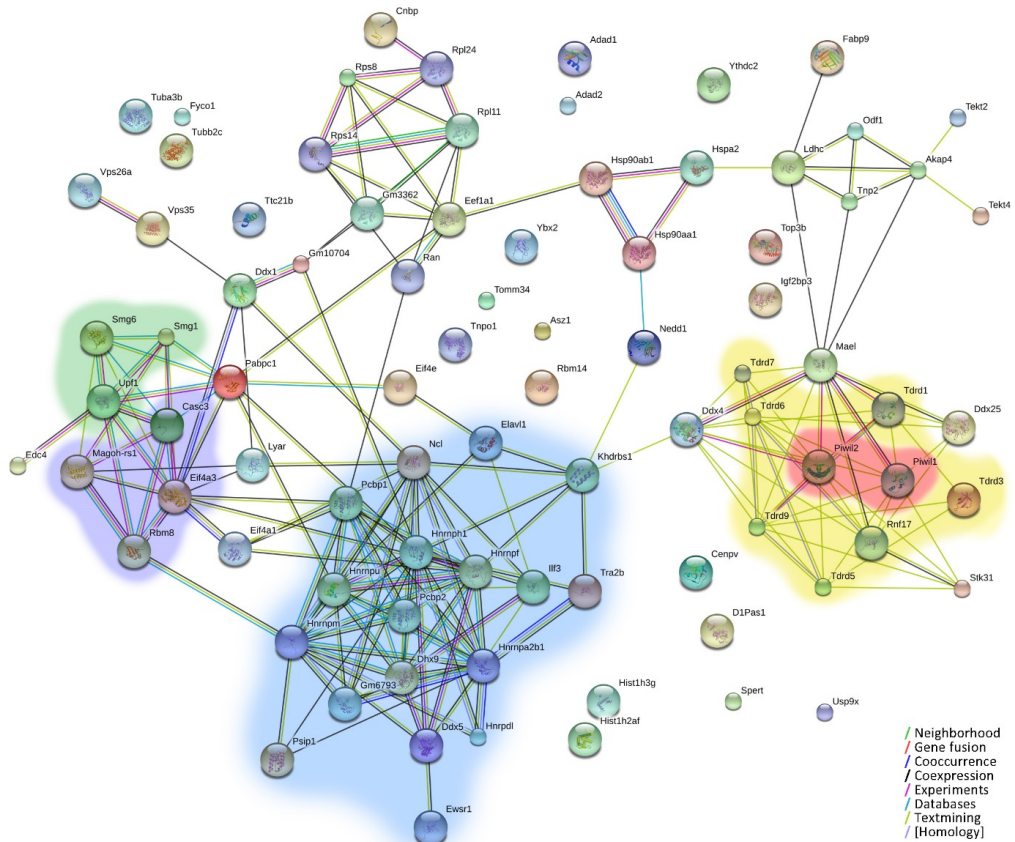 Cnbp
Rpl24
Adad1
Fabp9
Rps8
Ythdc2
Adad2
Tuba3b
Fyco1
Tekt2
Rpl11
Odf1
Tubb2c
Rps14
Hspa2
Ldhc
Hsp90ab1
Akap4
Vps26a
Tnp2
Gm3362
Eef1a1
Ttc21b
Tekt4
Vps35
Ybx2
Top3b
Hsp90aa1
Gm10704
Ran
Ddx1
Igf2bp3
Tomm34
Smg6
Smg1
Tnpo1
Asz1
Nedd1
Mael
Pabpc1
Tdrd7
Upf1
Eif4e
Rbm14
Tdrd1
Casc3
Ddx4
Tdrd6
Ddx25
Elavl1
Edc4
Magoh-rs1
Lyar
Ncl
Khdrbs1
Piwil2
Piwil1
Eif4a3
Pcbp1
Tdrd3
Tdrd9
Rbm8
Eif4a1
Hnrnph1
Hnrnpf
Rnf17
Cenpv
Hnrnpu
Ilf3
Tra2b
Tdrd5
Stk31
Pcbp2
D1Pas1
Hnrnpm
Hnrnpa2b1
Dhx9
Gm6793
Hist1h3g
Spert
Usp9x
Hnrpdl
Ddx5
Hist1h2af
Psip1
Ewsr1
Neighborhood
Gene fusion
Cooccurrence
Coexpression
Experiments
Databases
Textmining
[Homology]